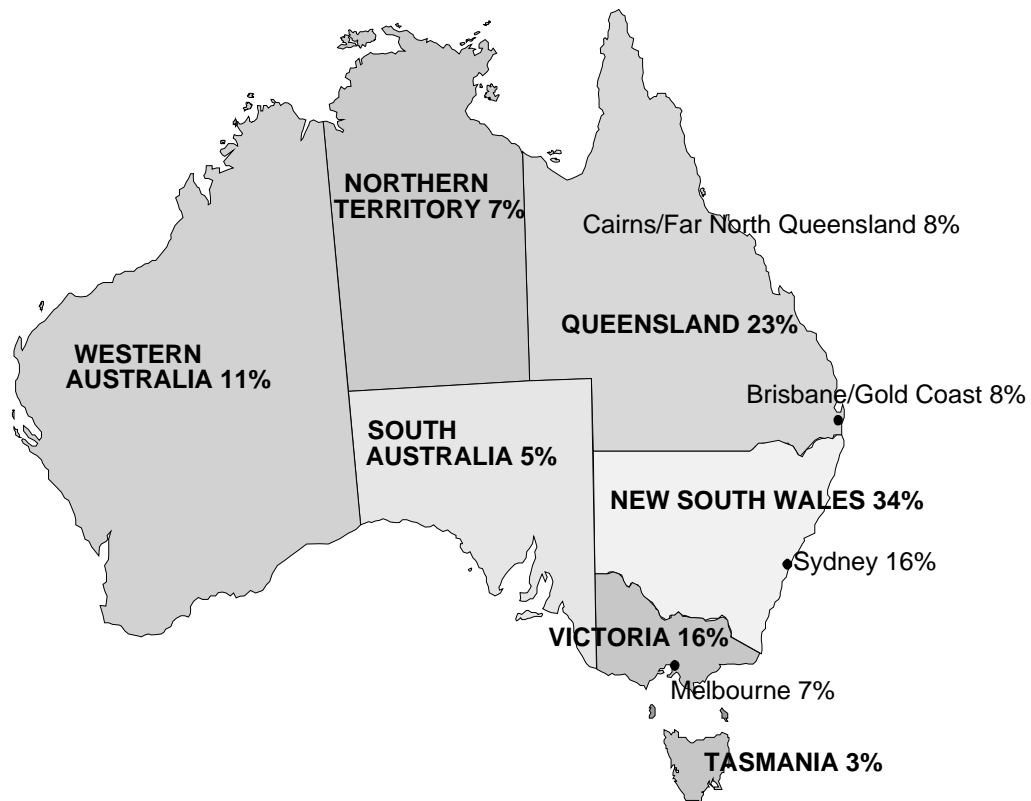 NORTHERN
TERRITORY 7%
Cairns/Far North Queensland 8%
QUEENSLAND 23%
WESTERN
AUSTRALIA 11%
Brisbane/Gold Coast 8%
SOUTH
AUSTRALIA 5%
NEW SOUTH WALES 34%
Sydney 16%
VICTORIA 16%
Melbourne 7%
TASMANIA 3%